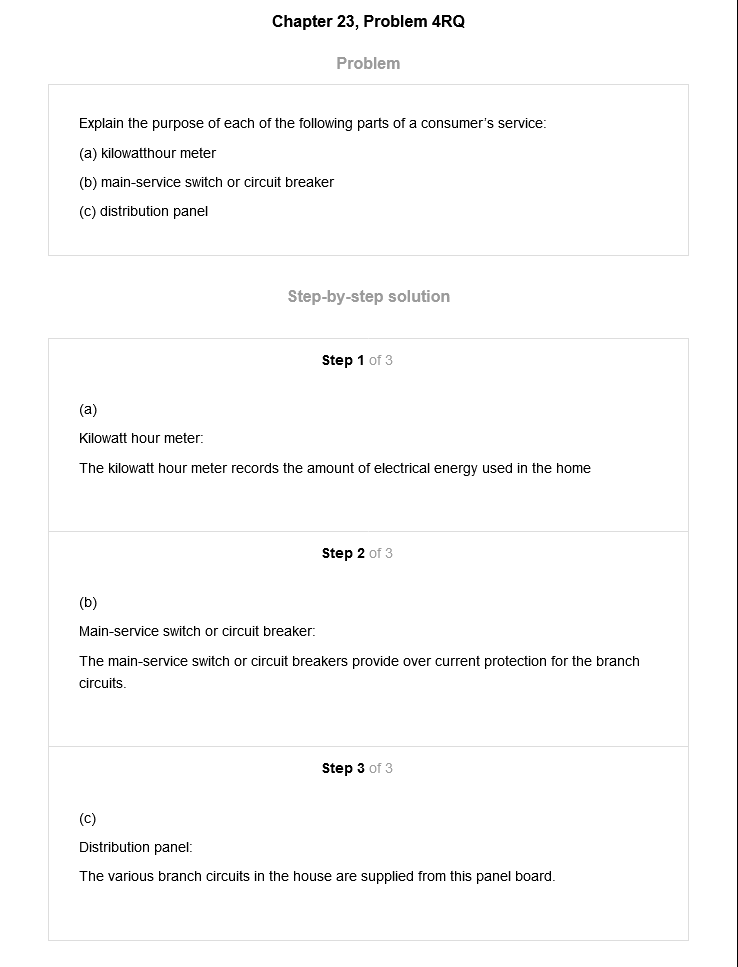 Chapter 23, Problem 4RQ
Problem
Explain the purpose of each of the following parts of a consumer’s service:
(a) kilowatthour meter
(b) main-service switch or circuit breaker
(c) distribution panel
Step-by-step solution
Step 1 of 3
(a)
Kilowatt hour meter:
The kilowatt hour meter records the amount of electrical energy used in the home
Step 2 of 3
(b)
Main-service switch or circuit breaker:
The main-service switch or circuit breakers provide over current protection for the branch
circuits.
Step 3 of 3
(c)
Distribution panel:
The various branch circuits in the house are supplied from this panel board.